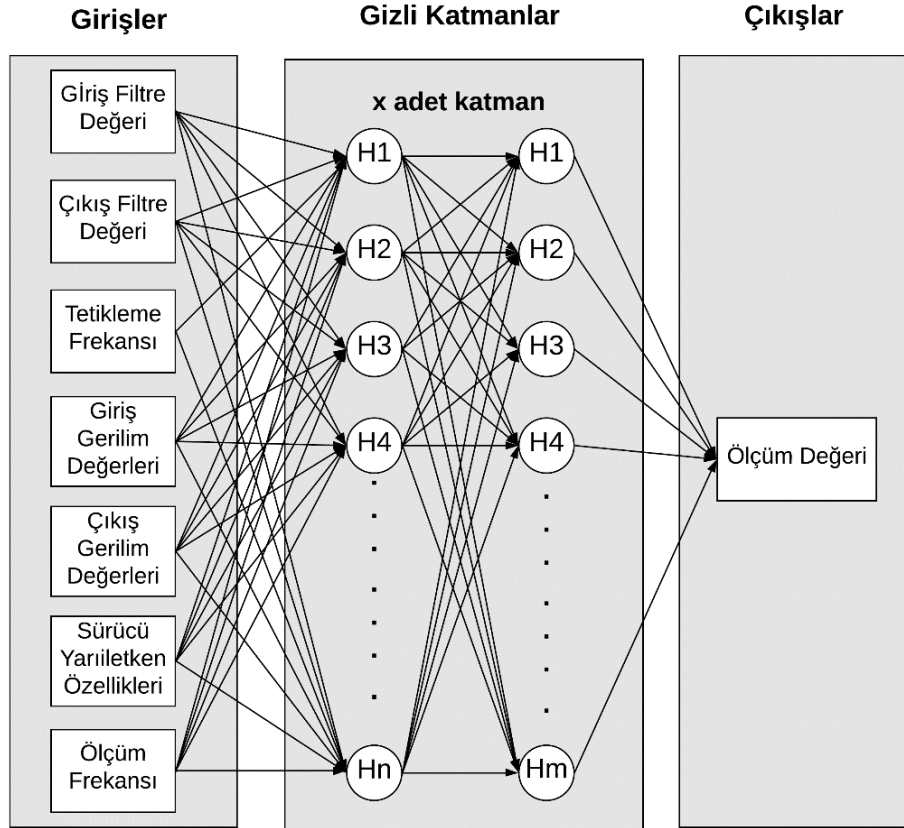 Girişler
Gizli Katmanlar
Çıkışlar
Gİriş Filtre
Değeri
Çıkış Filtre
Değeri
Tetikleme
Frekansı
Giriş
Gerilim
Değerleri
Çıkış
Gerilim
Değerleri
Sürücü
Yarıiletken
Özellikleri
Ölçüm
Frekansı
x adet katman
H1
H2
H3
H4
Hn
H1
H2
H3
H4
Hm
Ölçüm Değeri